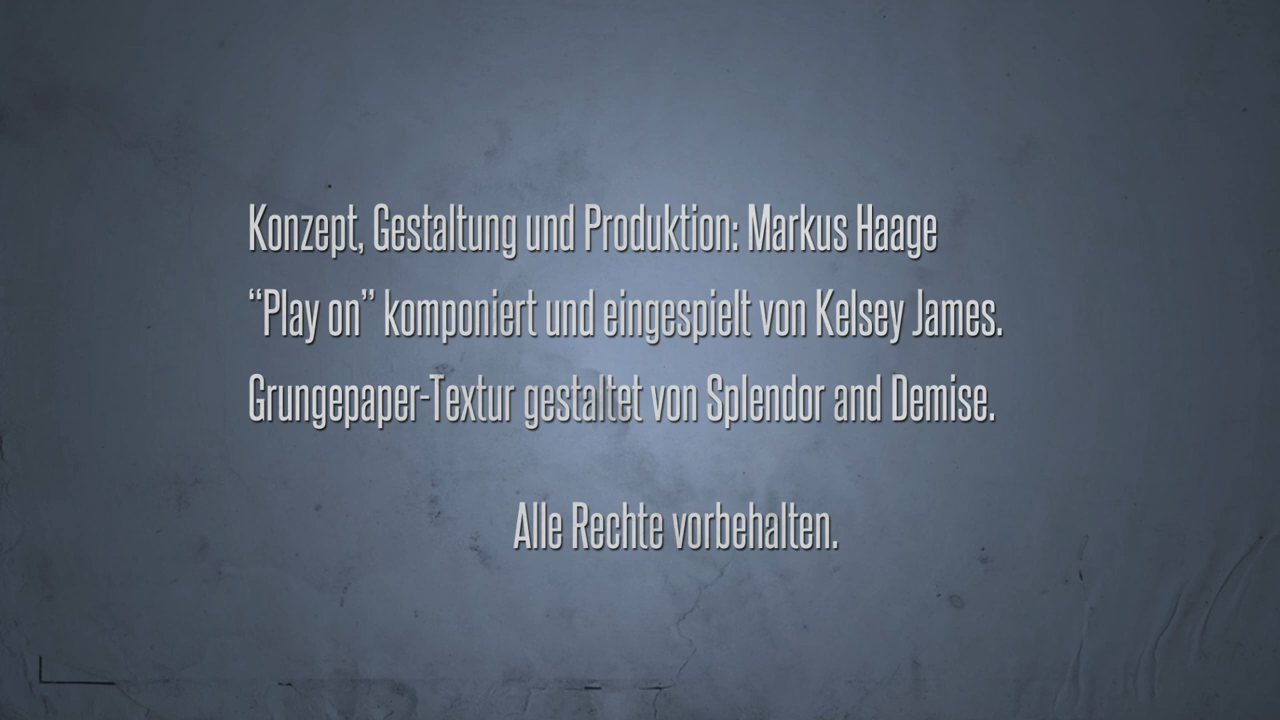 Konzept, Gestaltung und Produktion: Markus Haage
“Play on” komponiert und eingespielt von Kelsey James.
Grungepaper-Textur gestaltet von Splendor and Demise.
Alle Rechte vorbehalten.